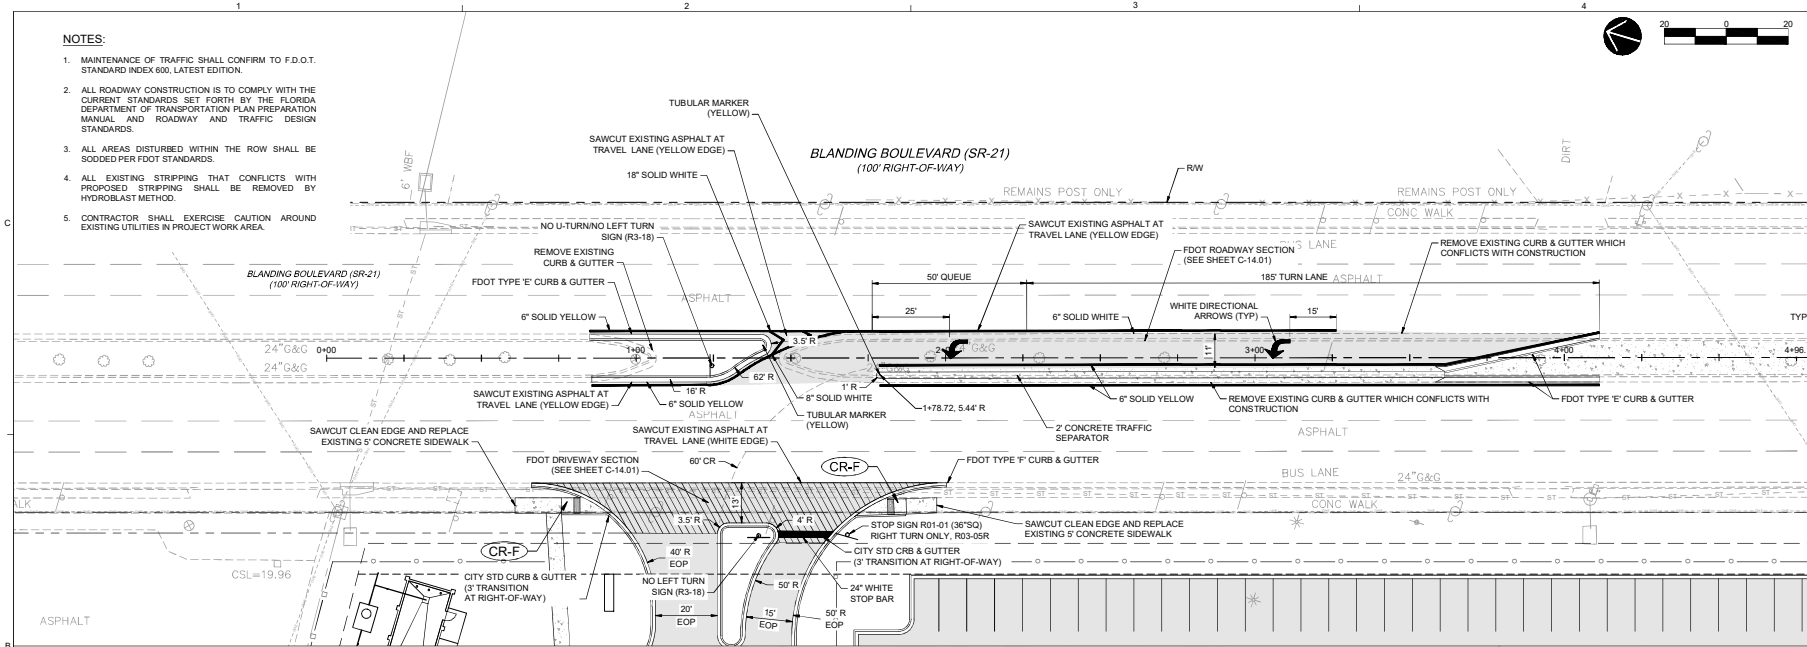 1
2
3
4
C
B
NOTES:
1. MAINTENANCE OF TRAFFIC SHALL CONFIRM TO F.D.O.T.
STANDARD INDEX 600, LATEST EDITION.
2. ALL ROADWAY CONSTRUCTION IS TO COMPLY WITH THE
CURRENT STANDARDS SET FORTH BY THE FLORIDA
DEPARTMENT OF TRANSPORTATION PLAN PREPARATION
MANUAL AND ROADWAY AND TRAFFIC DESIGN
STANDARDS.
3. ALL AREAS DISTURBED WITHIN THE ROW SHALL BE
SODDED PER FDOT STANDARDS.
4. ALL EXISTING STRIPPING THAT CONFLICTS WITH
PROPOSED STRIPPING SHALL BE REMOVED BY
HYDROBLAST METHOD.
5. CONTRACTOR SHALL EXERCISE CAUTION AROUND
EXISTING UTILITIES IN PROJECT WORK AREA.
20
0
20
6' WBF
DIRT
TUBULAR MARKER
(YELLOW)
SAWCUT EXISTING ASPHALT AT
TRAVEL LANE (YELLOW EDGE)
18" SOLID WHITE
BLANDING BOULEVARD (SR-21)
(100' RIGHT-OF-WAY)
R/W
REMAINS POST ONLY
REMAINS POST ONLY
CONC WALK
NO U-TURN/NO LEFT TURN
SIGN (R3-18)
REMOVE EXISTING
CURB & GUTTER
FDOT TYPE 'E' CURB & GUTTER
6" SOLID YELLOW
BLANDING BOULEVARD (SR-21)
(100' RIGHT-OF-WAY)
SAWCUT EXISTING ASPHALT AT
TRAVEL LANE (YELLOW EDGE)
BUS LANE
FDOT ROADWAY SECTION
(SEE SHEET C-14.01)
REMOVE EXISTING CURB & GUTTER WHICH
CONFLICTS WITH CONSTRUCTION
50' QUEUE
185' TURN LANE
ASPHALT
ASPHALT
25'
6" SOLID WHITE
WHITE DIRECTIONAL
ARROWS (TYP)
15'
TYP
3.5' R
24"G&G
24"G&G
24"G&G
0+00
1+00
3+00
4+00
4+96.
11'
62' R
16' R
1' R
SAWCUT EXISTING ASPHALT AT
TRAVEL LANE (YELLOW EDGE)
6" SOLID YELLOW
8" SOLID WHITE
TUBULAR MARKER
(YELLOW)
1+78.72, 5.44' R
6" SOLID YELLOW
REMOVE EXISTING CURB & GUTTER WHICH CONFLICTS WITH
CONSTRUCTION
FDOT TYPE 'E' CURB & GUTTER
2' CONCRETE TRAFFIC
SEPARATOR
ASPHALT
ASPHALT
SAWCUT CLEAN EDGE AND REPLACE
EXISTING 5' CONCRETE SIDEWALK
SAWCUT EXISTING ASPHALT AT
TRAVEL LANE (WHITE EDGE)
FDOT DRIVEWAY SECTION
(SEE SHEET C-14.01)
60' CR
CR-F
FDOT TYPE 'F' CURB & GUTTER
BUS LANE
24"G&G
CONC WALK
13'
3.5' R
4' R
STOP SIGN R01-01 (36"SQ)
RIGHT TURN ONLY, R03-05R
SAWCUT CLEAN EDGE AND REPLACE
EXISTING 5' CONCRETE SIDEWALK
CR-F
40' R
EOP
CITY STD CRB & GUTTER
(3' TRANSITION AT RIGHT-OF-WAY)
CSL=19.96
CITY STD CURB & GUTTER
(3' TRANSITION
AT RIGHT-OF-WAY)
NO LEFT TURN
SIGN (R3-18)
50' R
24" WHITE
STOP BAR
20'
EOP
15'
EOP
50' R
EOP
ASPHALT